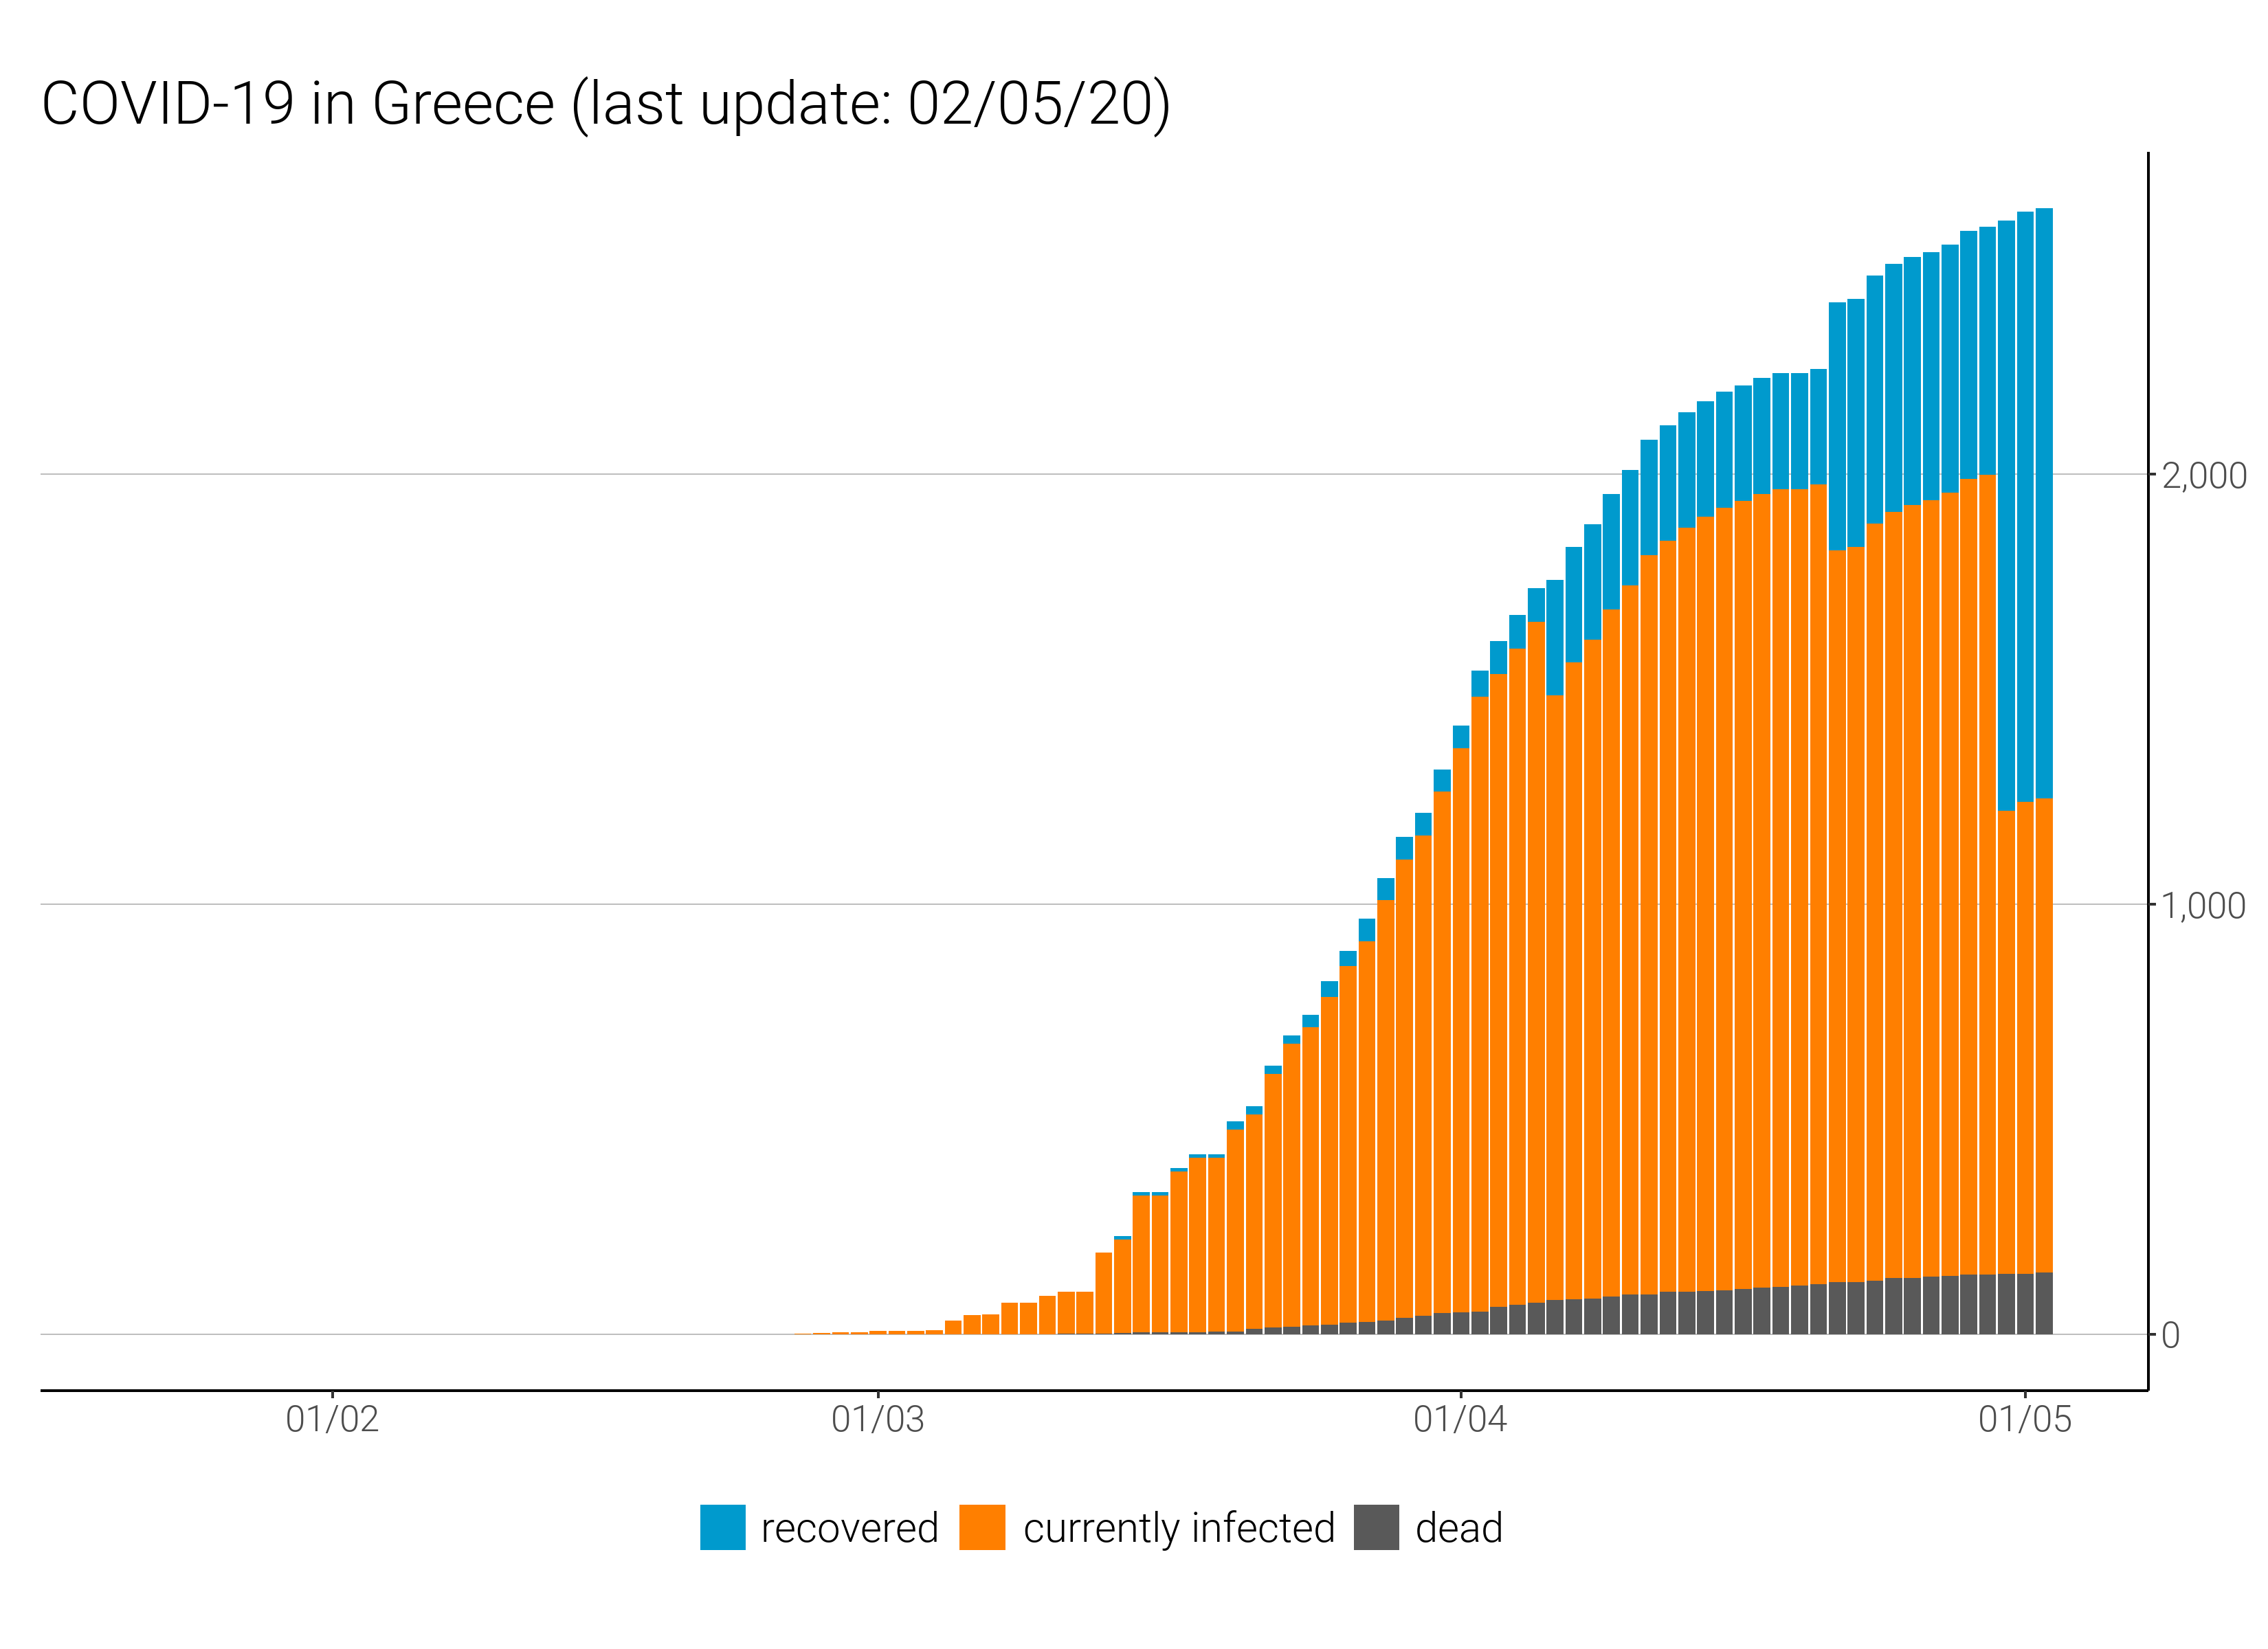 COVID-19 in Greece (last update: 02/05/20)
2,000
1,000
0
01/02 01/03 01/04 01/05
recovered currently infected dead